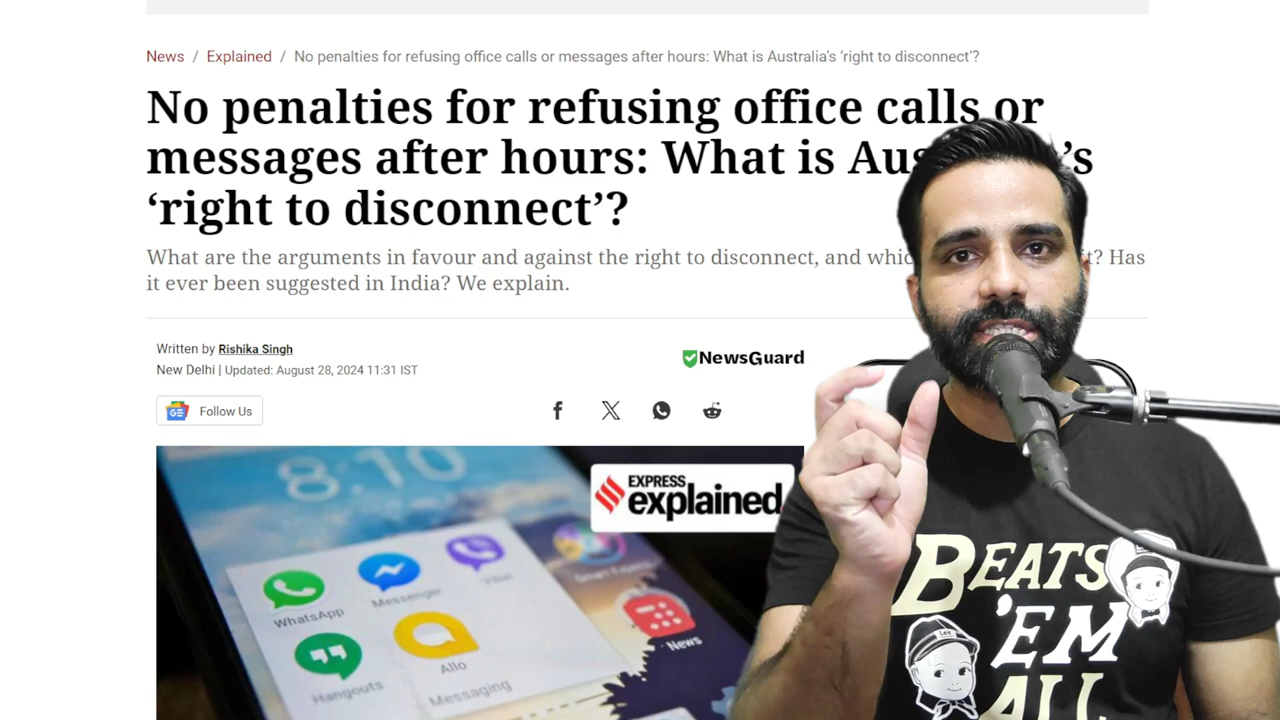 News / Explained / No penalties for refusing office calls or messages after hours: What is Australia's ‘right to disconnect’?
No penalties for refusing office calls or
messages after hours: What is Aus 's
‘right to disconnect’?
What are the arguments in favour and against the right to disconnect, and whic t? Has
it ever been suggested in India? We explain.
Written by Rishika Singh
New Delhi | Updated: August 28, 2024 11:31 IST
NewsGuard
GE Follow Us
8:10
EXPRESS
explained
WhatsApp
Messenger
Viber
News
Hangouts
Allo
Messaging
BEATS
'EM
ALL
Lee